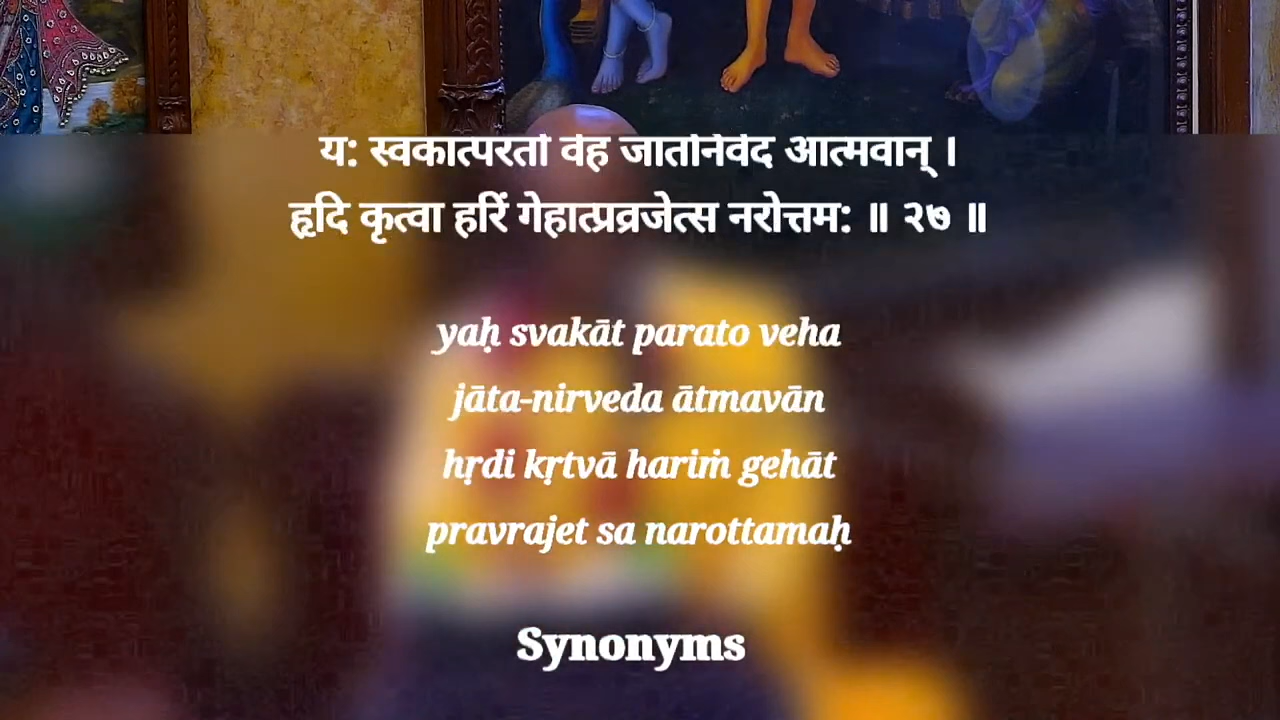 य: स्वकात्परतो वेह जातनिर्वेद आत्मवान् ।
हृदि कृत्वा हरिं गेहात्प्रव्रजेत्स नरोत्तम: ॥ २७ ॥
yaḥ svakāt parato veha
jāta-nirveda ātmavān
hṛdi kṛtvā hariṁ gehāt
pravrajet sa narottamaḥ
Synonyms